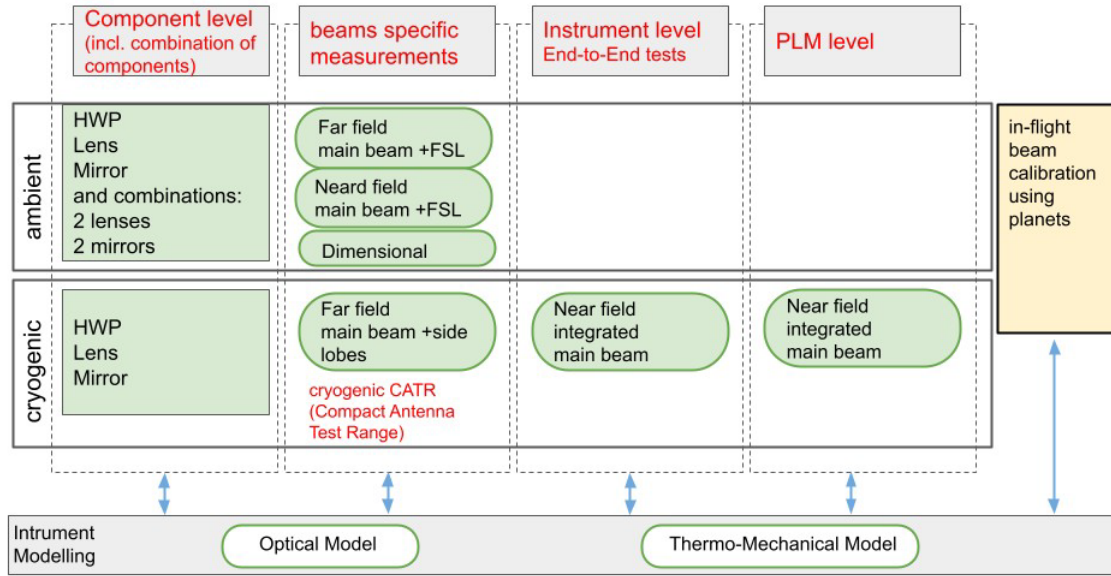 Component level
(incl. combination of
components)
beams specific
measurements
Instrument level
End-to-End tests
PLM level
ambient
HWP
Lens
Mirror
and combinations:
2 lenses
2 mirrors
Far field
main beam +FSL
Neard field
main beam +FSL
Dimensional
in-flight
beam
calibration
using
planets
cryogenic
HWP
Lens
Mirror
Far field
main beam +side
lobes
cryogenic CATR
(Compact Antenna
Test Range)
Near field
integrated
main beam
Near field
integrated
main beam
Intrument
Modelling
Optical Model
Thermo-Mechanical Model